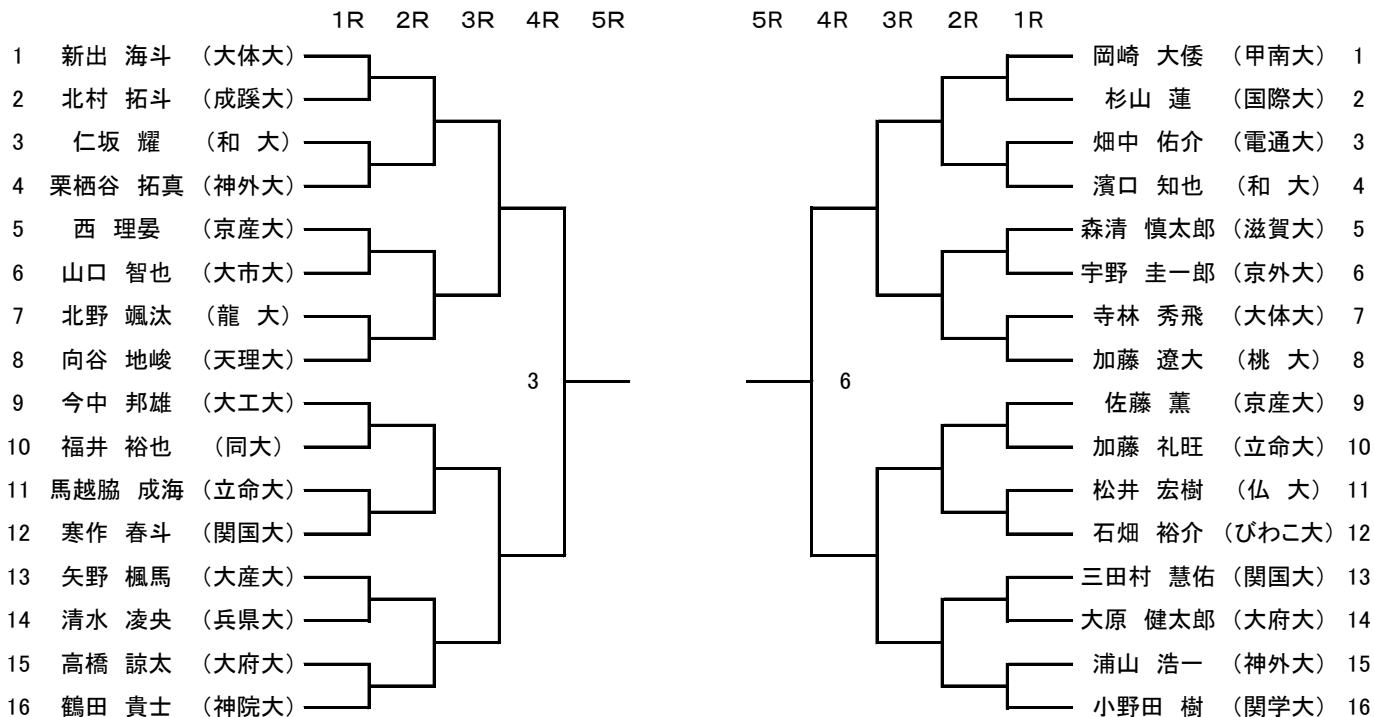 1R 2R 3R 4R 5R 5R 4R 3R 2R 1R
1 新出 海斗 (大体大) 岡崎 大倭 (甲南大) 1
2 北村 拓斗 (成蹊大) 杉山 蓮 (国際大) 2
3 仁坂 耀 (和 大) 畑中 佑介 (電通大) 3
4 栗栖谷 拓真 (神外大) 濱口 知也 (和 大) 4
5 西 理晏 (京産大) 森清 慎太郎 (滋賀大) 5
6 山口 智也 (大市大) 宇野 圭一郎 (京外大) 6
7 北野 颯汰 (龍 大) 寺林 秀飛 (大体大) 7
8 向谷 地峻 (天理大) 加藤 遼大 (桃 大) 8
3 6
9 今中 邦雄 (大工大) 佐藤 薫 (京産大) 9
10 福井 裕也 (同大) 加藤 礼旺 (立命大) 10
11 馬越脇 成海 (立命大) 松井 宏樹 (仏 大) 11
12 寒作 春斗 (関国大) 石畑 裕介 (びわこ大) 12
13 矢野 楓馬 (大産大) 三田村 慧佑 (関国大) 13
14 清水 凌央 (兵県大) 大原 健太郎 (大府大) 14
15 高橋 諒太 (大府大) 浦山 浩一 (神外大) 15
16 鶴田 貴士 (神院大) 小野田 樹 (関学大) 16